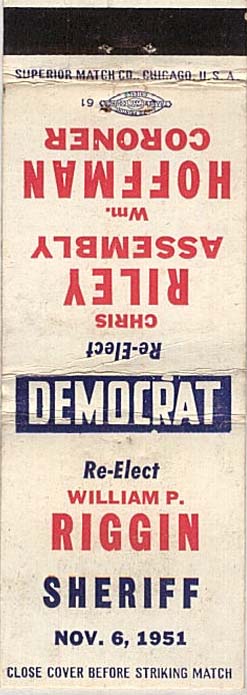 SUPERIOR MATCH CO., CHICAGO, U. S. A.
61
Re-Elect
CHRIS
RILEY
ASSEMBLY
Wm.
HOFFMAN
CORONER
DEMOCRAT
Re-Elect
WILLIAM P.
RIGGIN
SHERIFF
NOV. 6, 1951
CLOSE COVER BEFORE STRIKING MATCH